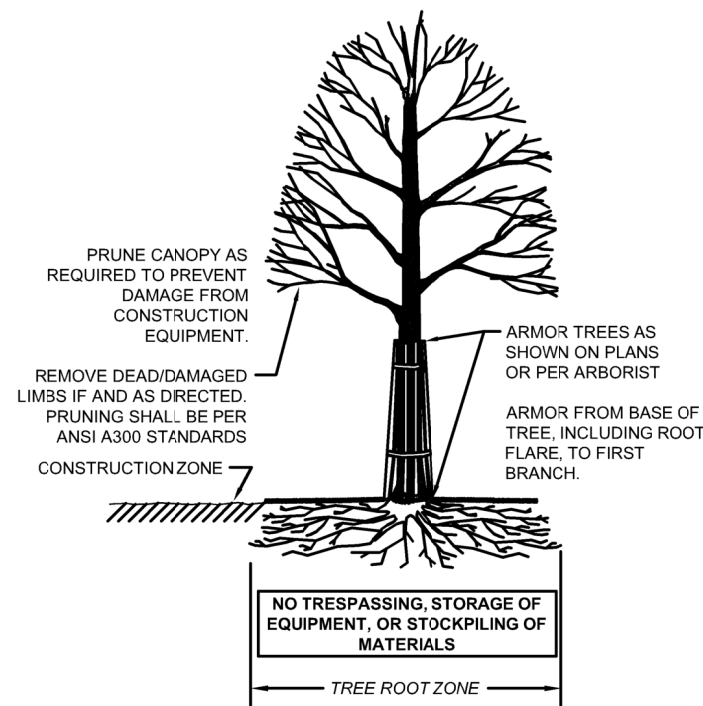 PRUNE CANOPY AS
REQUIRED TO PREVENT
DAMAGE FROM
CONSTRUCTION
EQUIPMENT.
REMOVE DEAD/DAMAGED
LIMBS IF AND AS DIRECTED.
PRUNING SHALL BE PER
ANSI A300 STANDARDS
CONSTRUCTION ZONE
ARMOR TREES AS
SHOWN ON PLANS
OR PER ARBORIST
ARMOR FROM BASE OF
TREE, INCLUDING ROOT
FLARE, TO FIRST
BRANCH.
NO TRESPASSING, STORAGE OF
EQUIPMENT, OR STOCKPILING OF
MATERIALS
TREE ROOT ZONE